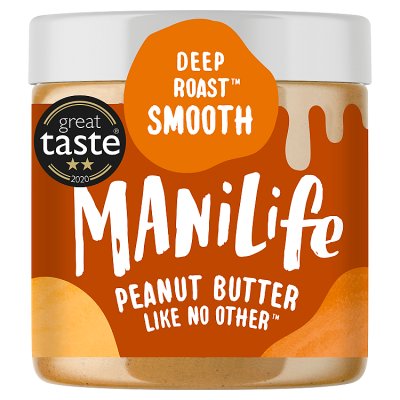 DEEP
ROAST™
SMOOTH
great
taste®
2020
MANiLife
PEANUT BUTTER
LIKE NO OTHER™